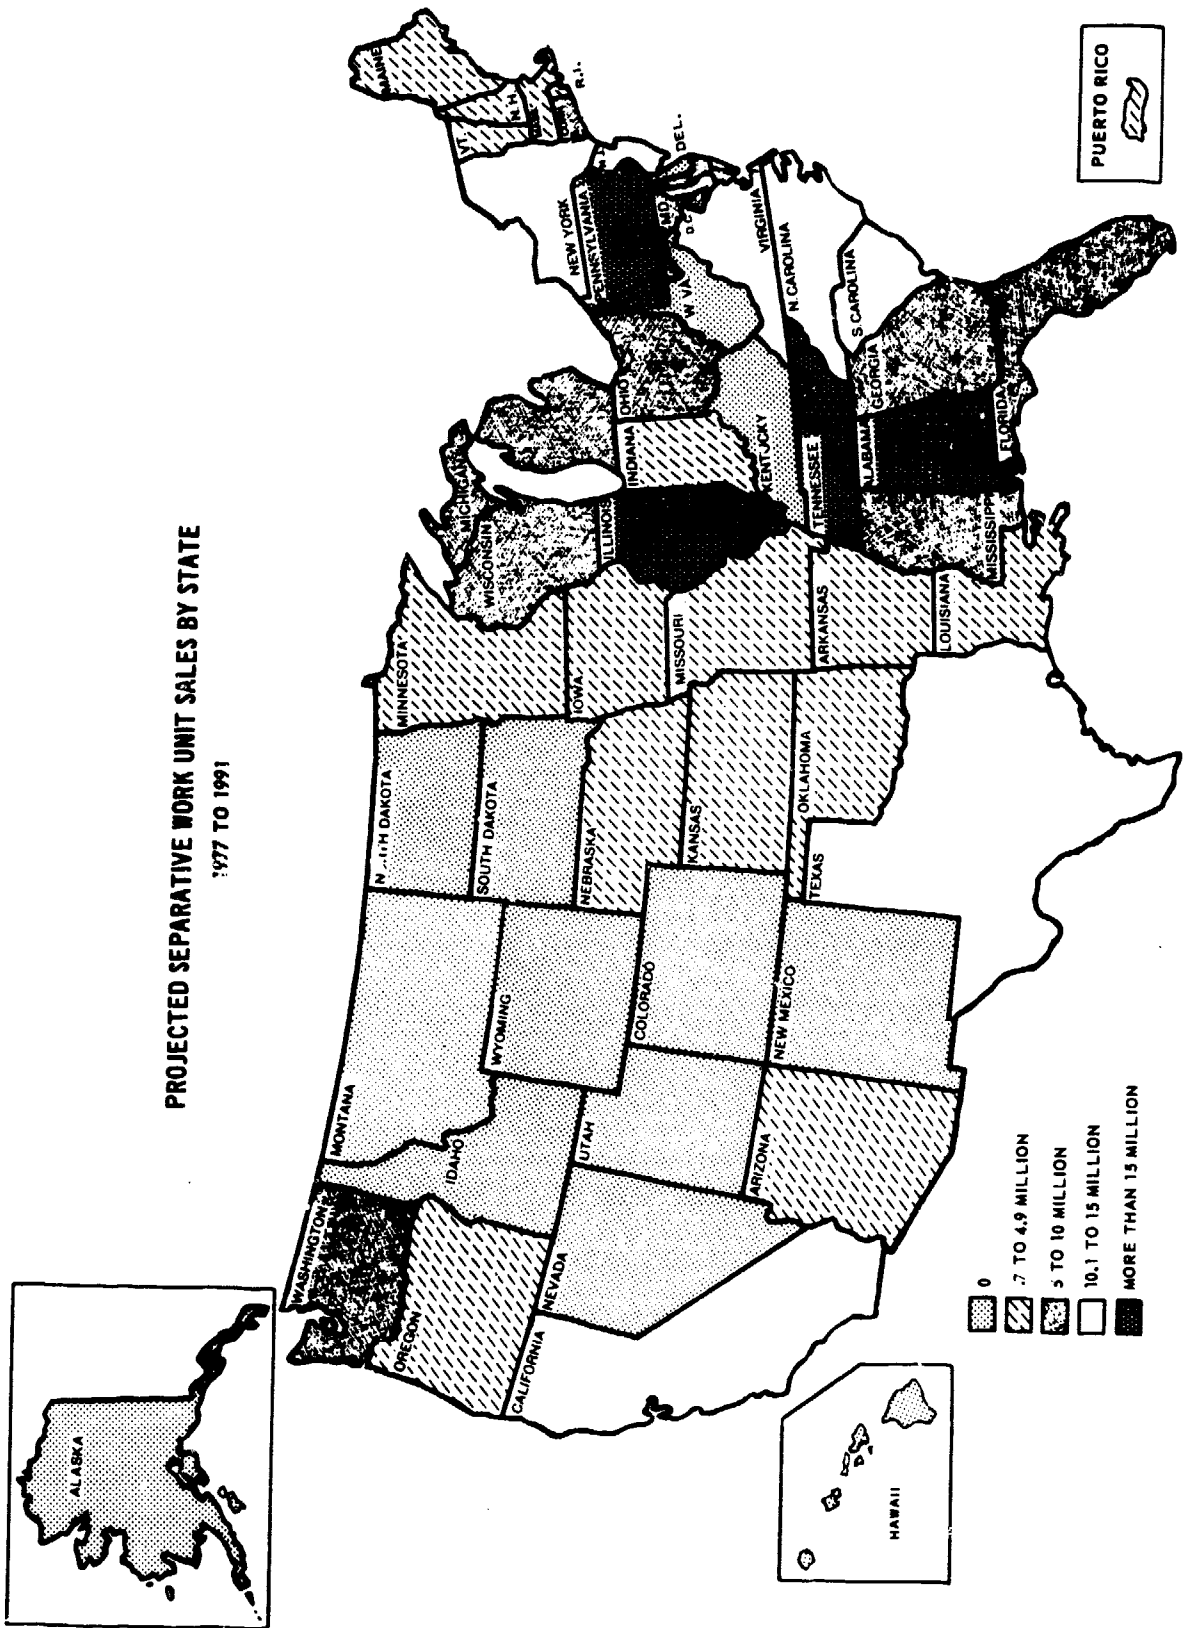 PROJECTED SEPARATIVE WORK UNIT SALES BY STATE
1977 TO 1991
ALASKA
WASHINGTON
OREGON
CALIFORNIA
NEVADA
IDAHO
MONTANA
WYOMING
UTAH
ARIZONA
COLORADO
NEW MEXICO
SOUTH DAKOTA
NEBRASKA
KANSAS
OKLAHOMA
TEXAS
MINNESOTA
IOWA
MISSOURI
ARKANSAS
LOUISIANA
WISCONSIN
MICHIGAN
ILLINOIS
INDIANA
OHIO
KENTUCKY
TENNESSEE
MISSISSIPPI
ALABAMA
GEORGIA
FLORIDA
S. CAROLINA
N. CAROLINA
VIRGINIA
W. VA.
MD.
D.C.
DEL.
PENNSYLVANIA
N.J.
NEW YORK
VT.
N.H.
MAINE
R.I.
HAWAII
PUERTO RICO
0
.7 TO 4.9 MILLION
5 TO 10 MILLION
10.1 TO 15 MILLION
MORE THAN 15 MILLION